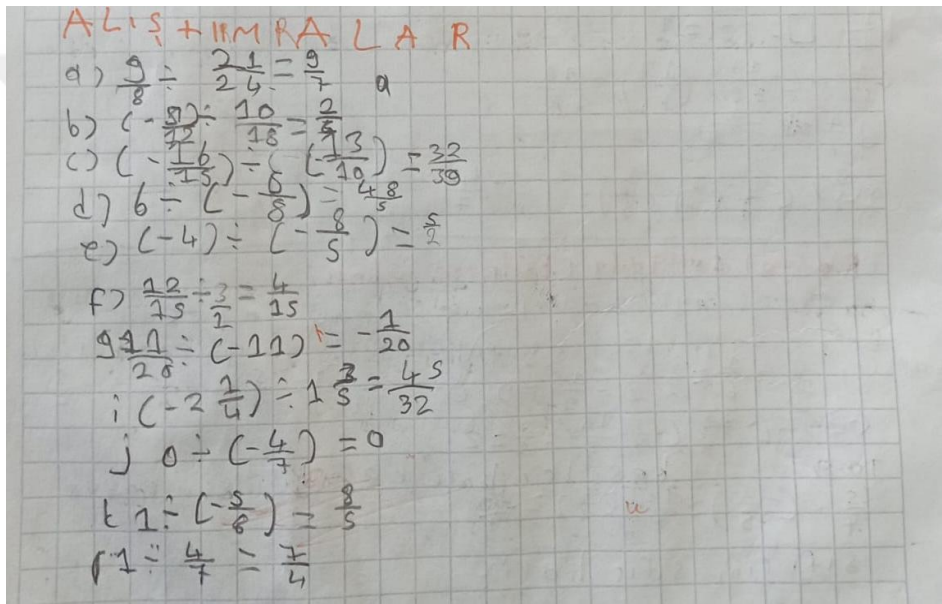 ALIŞTIRMALAR
a) 9/8 ÷ 21/24 = 9/7 a
b) (-8/12) ÷ 10/18 = 2/5
c) (-16/15) ÷ (-13/10) = 32/39
d) 6 ÷ (-5/8) = 48/5
e) (-4) ÷ (-8/5) = 5/2
f) 12/15 ÷ 3/1 = 4/15
g 11/20 ÷ (-11) = -1/20
i (-2 1/4) ÷ 1 3/5 = 45/32
j 0 ÷ (-4/7) = 0
t 1 ÷ (-5/8) = 8/5
r 1 ÷ 4/7 = 7/4